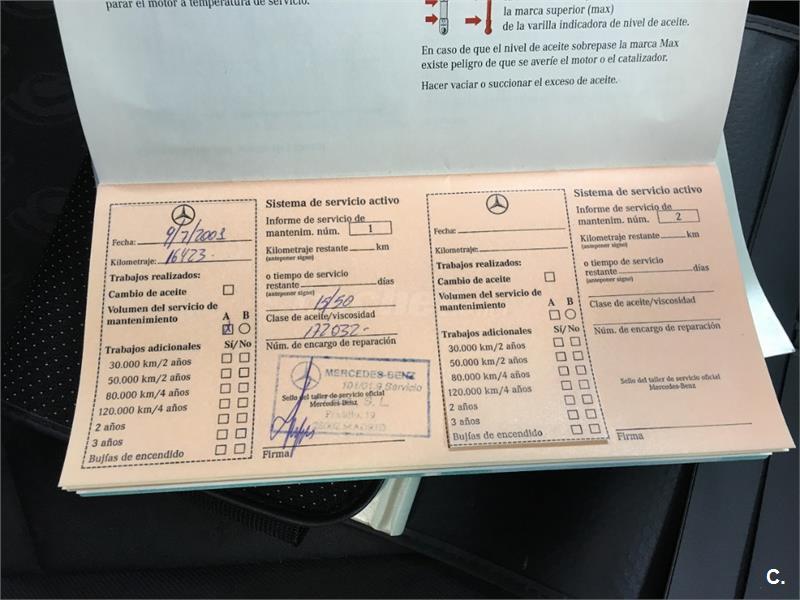 parar el motor a temperatura de servicio.
la marca superior (max)
de la varilla indicadora de nivel de aceite.
En caso de que el nivel de aceite sobrepase la marca Max
existe peligro de que se averíe el motor o el catalizador.
Hacer vaciar o succionar el exceso de aceite.
Fecha: 9/7/2003
Kilometraje: 16423.-
Trabajos realizados:
Cambio de aceite
Volumen del servicio de
mantenimiento A B
X
Trabajos adicionales Sí/No
30.000 km/2 años
50.000 km/2 años
80.000 km/4 años
120.000 km/4 años
2 años
3 años
Bujías de encendido
Sistema de servicio activo
Informe de servicio de
mantenim. núm. 1
Kilometraje restante km
(anteponer signo)
o tiempo de servicio
restante días
(anteponer signo)
15/50
Clase de aceite/viscosidad
172032.-
Núm. de encargo de reparación
MERCEDES-BENZ
Servicio
Sello del taller de servicio oficial
Mercedes-Benz
S. L.
28002 MADRID
Firma
Fecha:
Kilometraje:
Trabajos realizados:
Cambio de aceite
Volumen del servicio de
mantenimiento A B
Trabajos adicionales Sí/No
30.000 km/2 años
50.000 km/2 años
80.000 km/4 años
120.000 km/4 años
2 años
3 años
Bujías de encendido
Sistema de servicio activo
Informe de servicio de
mantenim. núm. 2
Kilometraje restante km
(anteponer signo)
o tiempo de servicio
restante días
(anteponer signo)
Clase de aceite/viscosidad
Núm. de encargo de reparación
Sello del taller de servicio oficial
Mercedes-Benz
Firma
C.